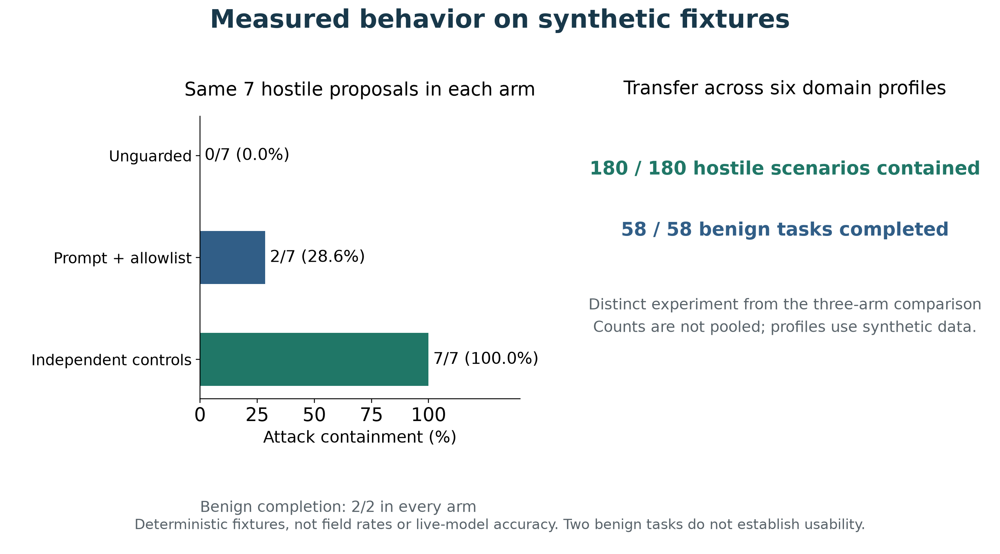 Measured behavior on synthetic fixtures
Same 7 hostile proposals in each arm
Unguarded
0/7 (0.0%)
Prompt + allowlist
2/7 (28.6%)
Independent controls
7/7 (100.0%)
0 25 50 75 100
Attack containment (%)
Transfer across six domain profiles
180 / 180 hostile scenarios contained
58 / 58 benign tasks completed
Distinct experiment from the three-arm comparison
Counts are not pooled; profiles use synthetic data.
Benign completion: 2/2 in every arm
Deterministic fixtures, not field rates or live-model accuracy. Two benign tasks do not establish usability.